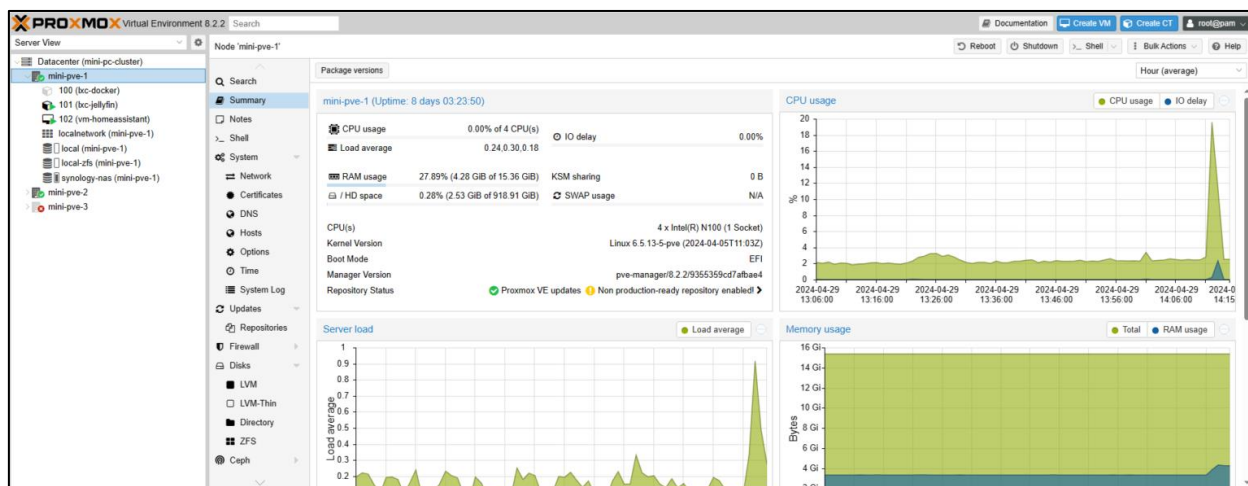 PROXMOX Virtual Environment 8.2.2 Search Documentation Create VM Create CT root@pam
Server View
Datacenter (mini-pc-cluster)
mini-pve-1
100 (lxc-docker)
101 (lxc-jellyfin)
102 (vm-homeassistant)
localnetwork (mini-pve-1)
local (mini-pve-1)
local-zfs (mini-pve-1)
synology-nas (mini-pve-1)
mini-pve-2
mini-pve-3
Node 'mini-pve-1' Reboot Shutdown >_ Shell Bulk Actions Help
Search
Summary
Notes
>_ Shell
System
Network
Certificates
DNS
Hosts
Options
Time
System Log
Updates
Repositories
Firewall
Disks
LVM
LVM-Thin
Directory
ZFS
Ceph
Package versions Hour (average)
mini-pve-1 (Uptime: 8 days 03:23:50)
CPU usage 0.00% of 4 CPU(s) IO delay 0.00%
Load average 0.24,0.30,0.18
RAM usage 27.89% (4.28 GiB of 15.36 GiB) KSM sharing 0 B
/ HD space 0.28% (2.53 GiB of 918.91 GiB) SWAP usage N/A
CPU(s) 4 x Intel(R) N100 (1 Socket)
Kernel Version Linux 6.5.13-5-pve (2024-04-05T11:03Z)
Boot Mode EFI
Manager Version pve-manager/8.2.2/9355359cd7afbae4
Repository Status Proxmox VE updates Non production-ready repository enabled!
CPU usage CPU usage IO delay
20
18
16
14
12
10
8
6
4
2
0
%
2024-04-29 2024-04-29 2024-04-29 2024-04-29 2024-04-29 2024-04-29 2024-04-29 2024-0
13:06:00 13:16:00 13:26:00 13:36:00 13:46:00 13:56:00 14:06:00 14:15
Server load Load average
1
0.9
0.8
0.7
0.6
0.5
0.4
0.3
0.2
Load average
Memory usage Total RAM usage
16 Gi
14 Gi
12 Gi
10 Gi
8 Gi
6 Gi
4 Gi
Bytes